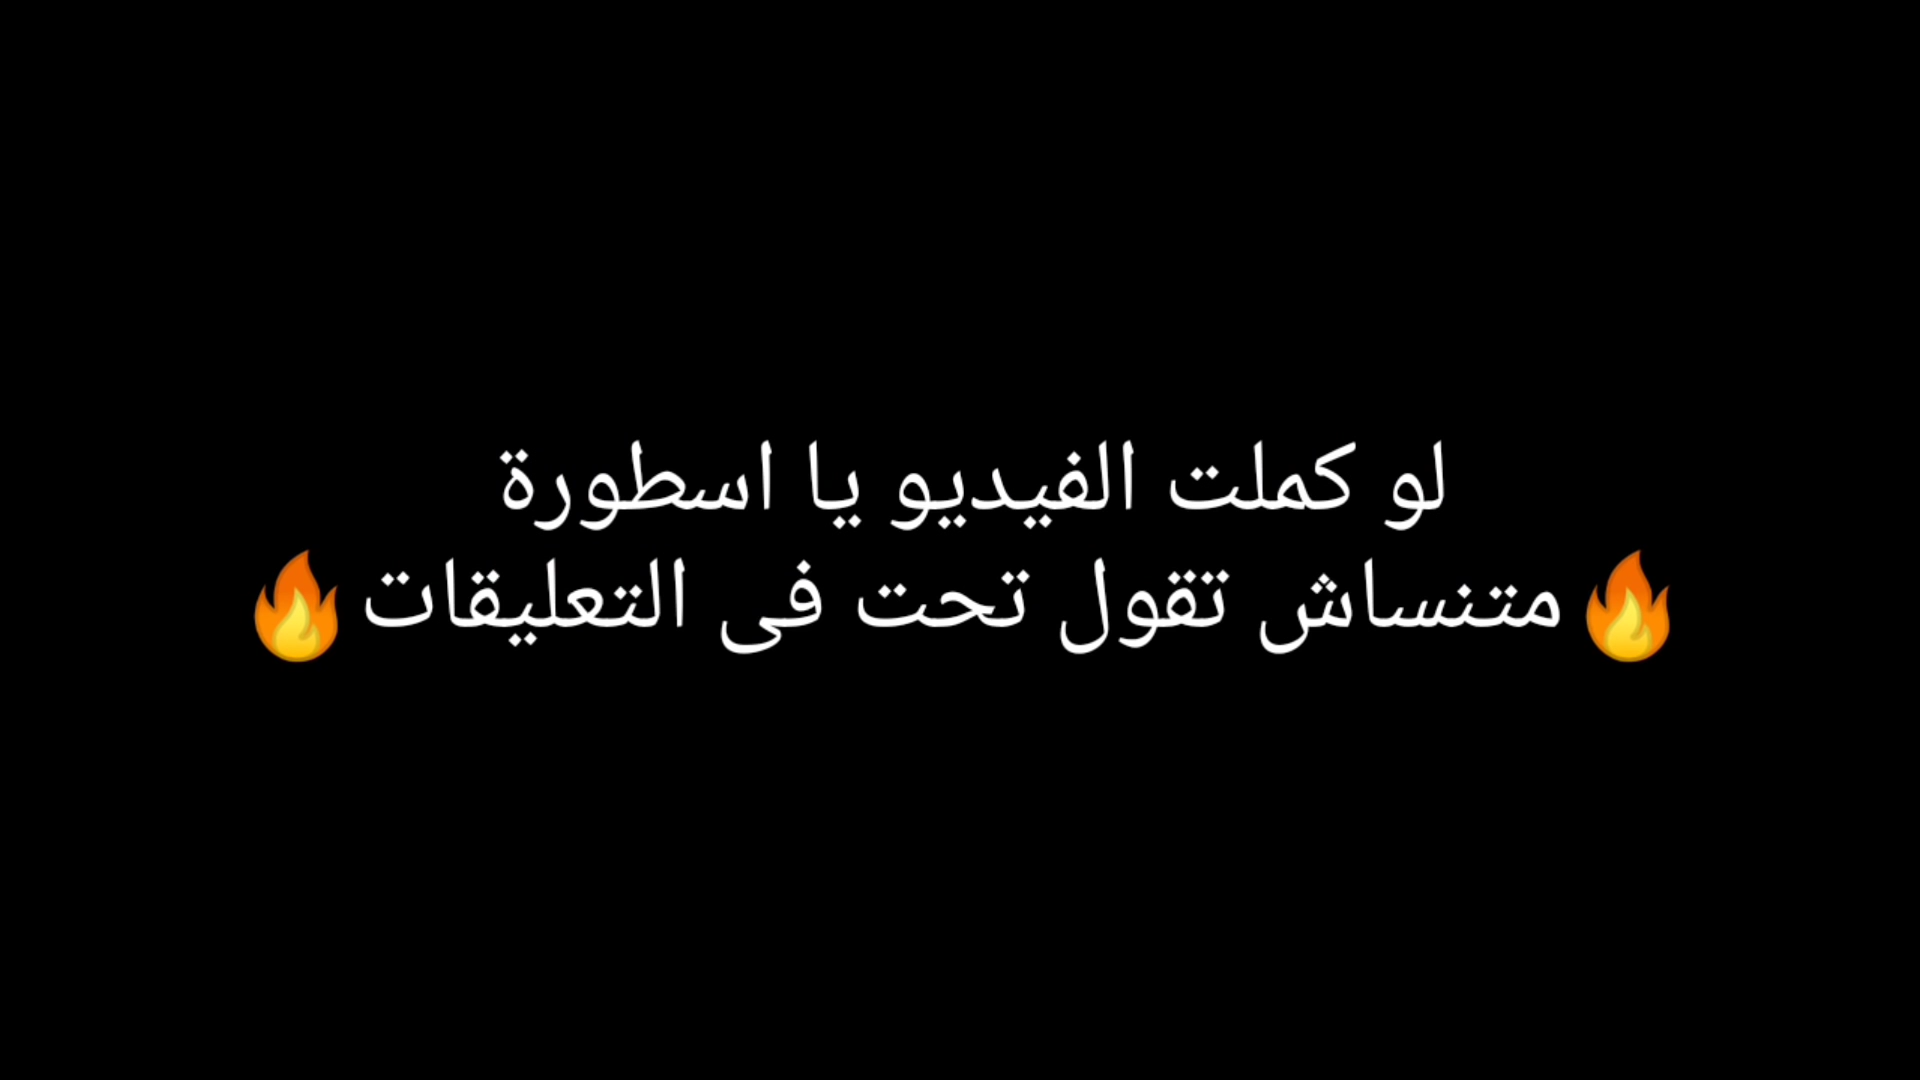 لو كملت الفيديو يا اسطورة
🔥متنساش تقول تحت فى التعليقات🔥